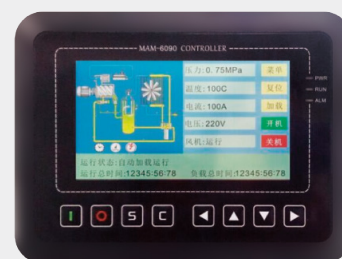 MAM-6090 CONTROLLER
压力:0.75MPa 菜单
温度:100C 复位
电流:100A 加载
电压:220V 开机
风机:运行 关机
运行状态:自动加载运行
运行总时间:12345:56:78 负载总时间:12345:56:78
PWR
RUN
ALM
I O S C